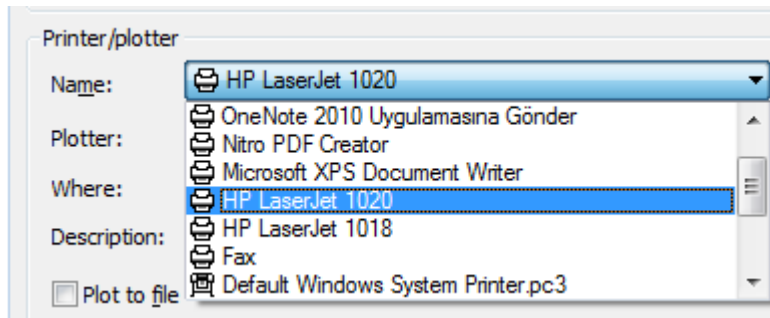 Printer/plotter
Name: HP LaserJet 1020
OneNote 2010 Uygulamasına Gönder
Plotter:
Nitro PDF Creator
Microsoft XPS Document Writer
Where:
HP LaserJet 1020
HP LaserJet 1018
Description:
Fax
Default Windows System Printer.pc3
Plot to file